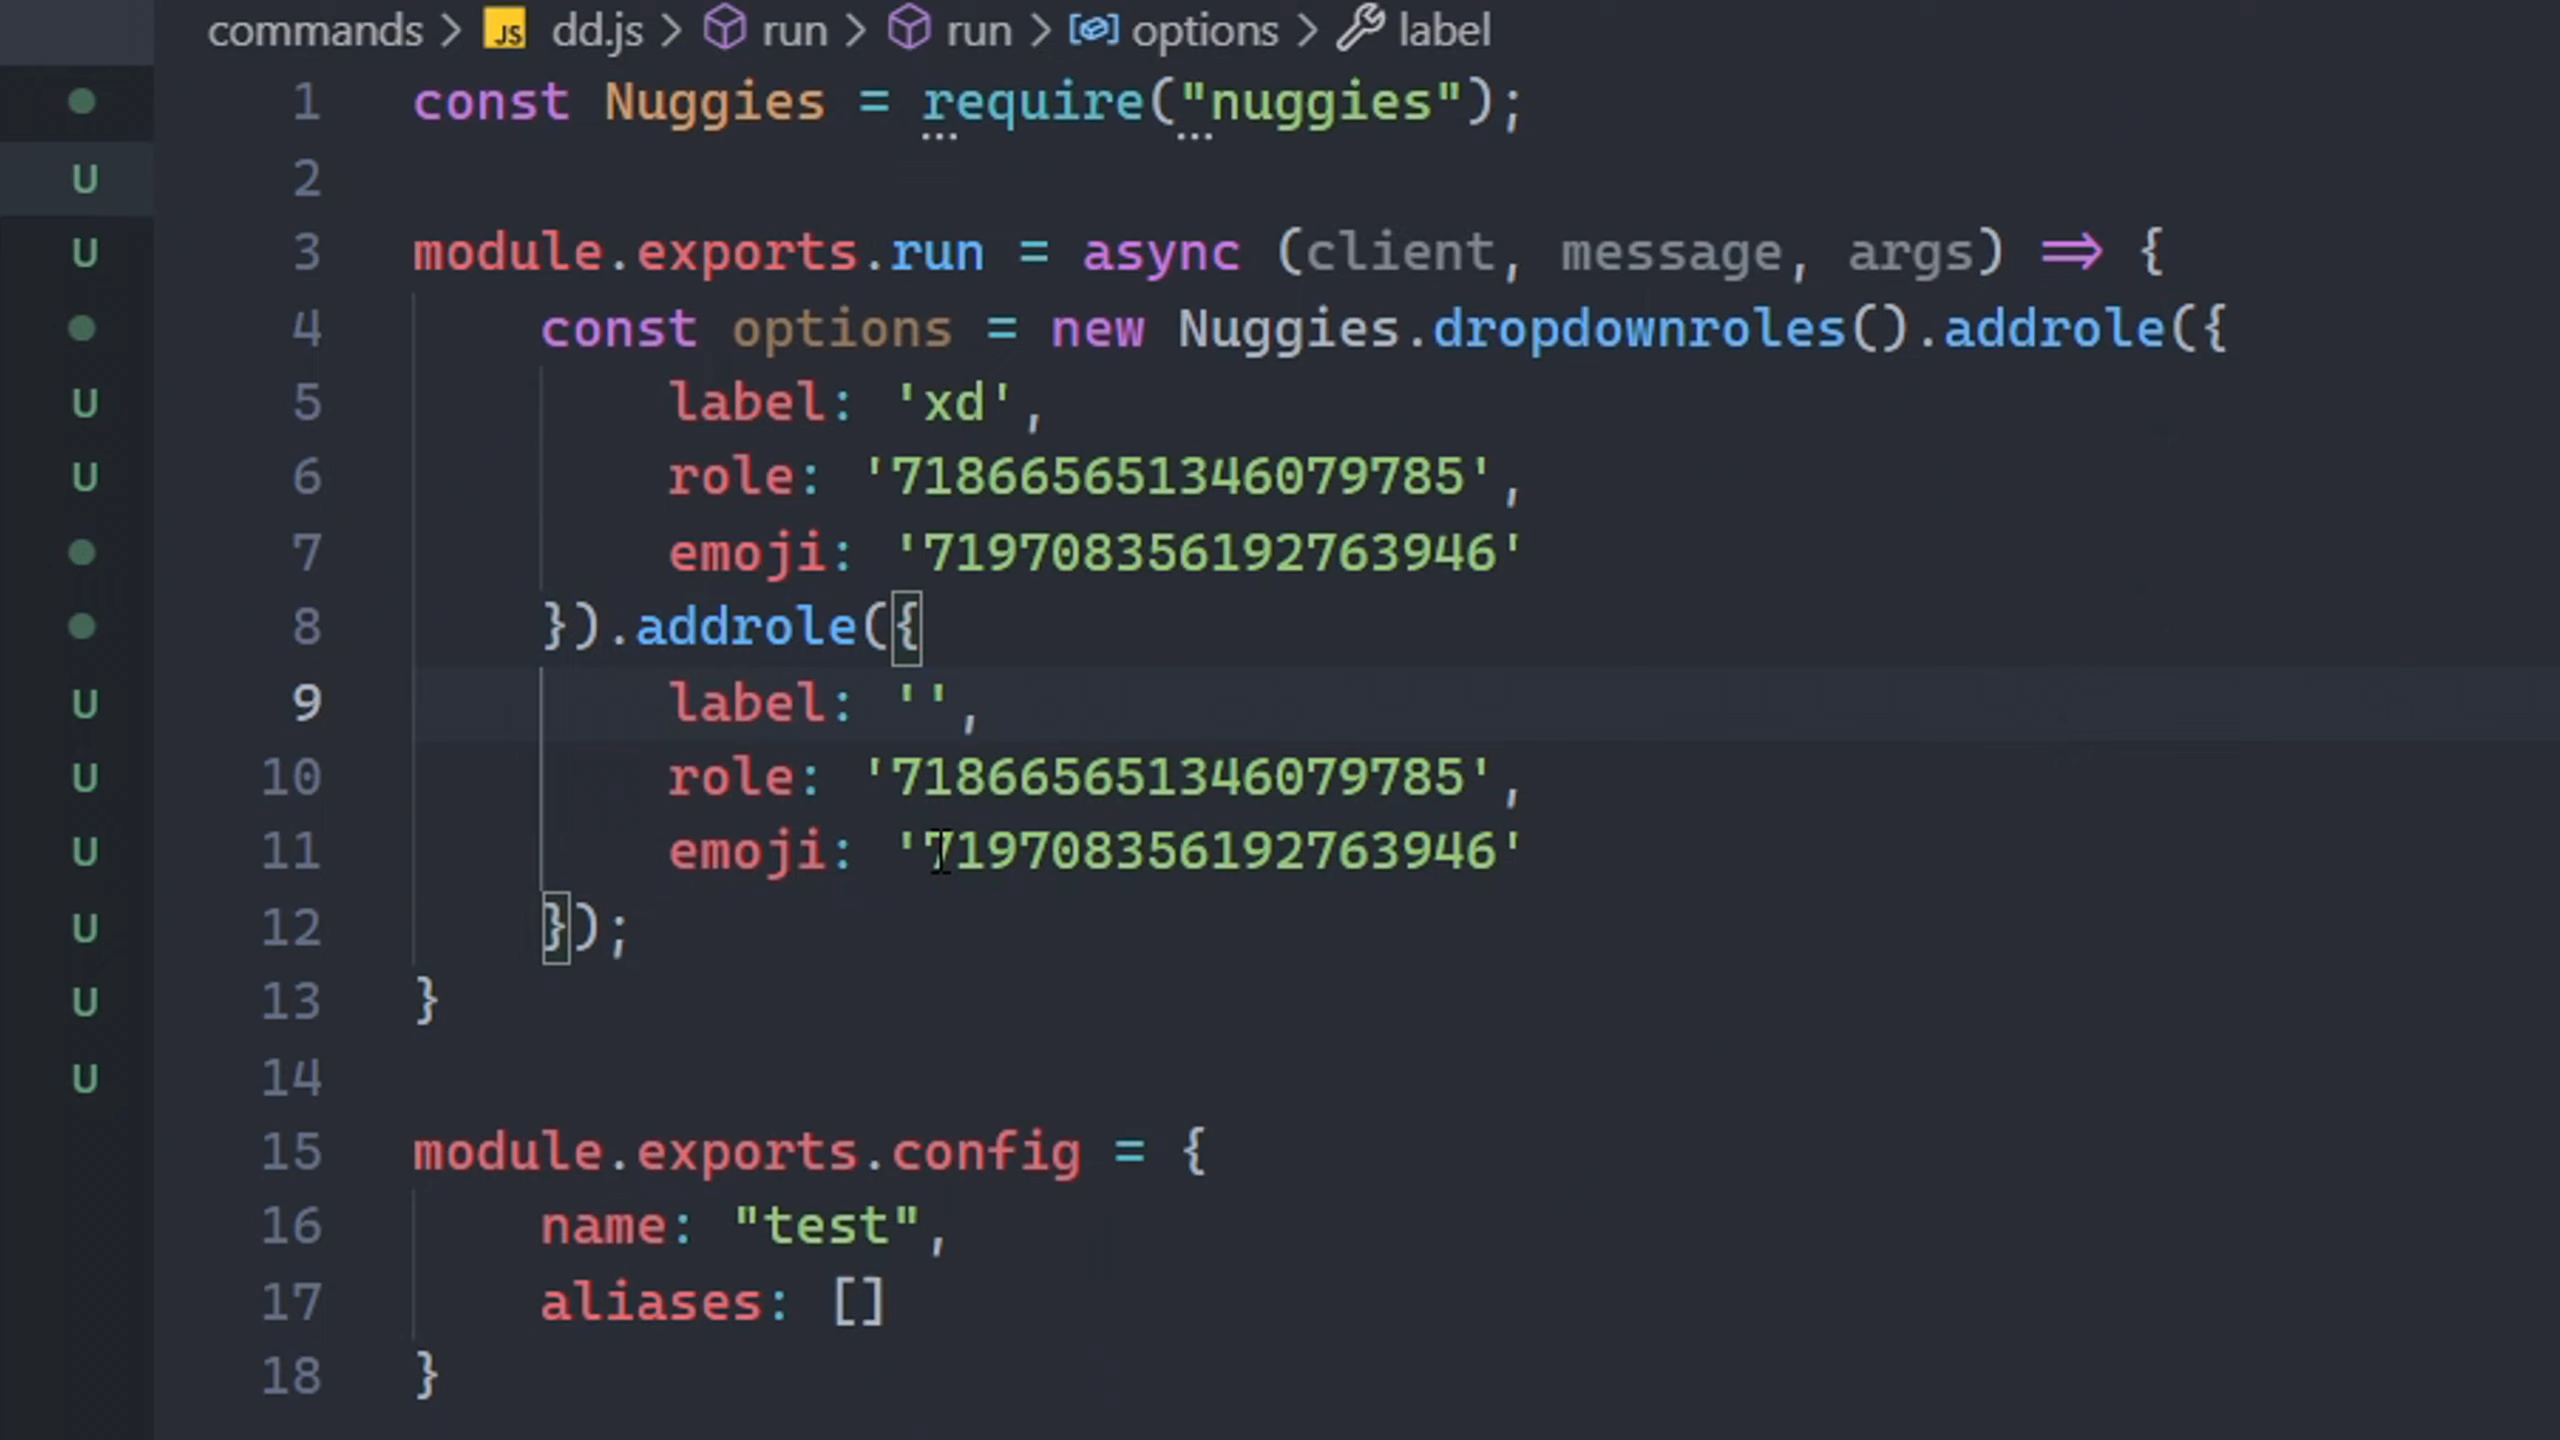 commands > JS dd.js > run > run > options > label
1 const Nuggies = require("nuggies");
2
3 module.exports.run = async (client, message, args) => {
4 const options = new Nuggies.dropdownroles().addrole({
5 label: 'xd',
6 role: '718665651346079785',
7 emoji: '719708356192763946'
8 }).addrole({
9 label: '',
10 role: '718665651346079785',
11 emoji: '719708356192763946'
12 });
13 }
14
15 module.exports.config = {
16 name: "test",
17 aliases: []
18 }
U
U
U
U
U
U
U
U
U
U